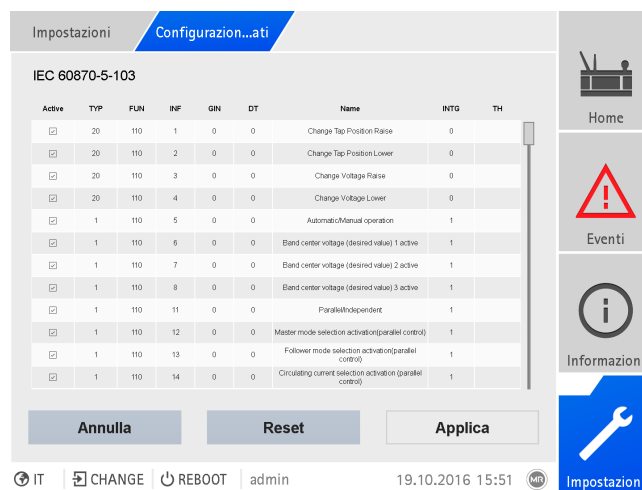 Impostazioni
Configurazion...ati
IEC 60870-5-103
Active TYP FUN INF GIN DT Name INTG TH
20 110 1 0 0 Change Tap Position Raise 0
20 110 2 0 0 Change Tap Position Lower 0
20 110 3 0 0 Change Voltage Raise 0
20 110 4 0 0 Change Voltage Lower 0
1 110 5 0 0 Automatic/Manual operation 1
1 110 6 0 0 Band center voltage (desired value) 1 active 1
1 110 7 0 0 Band center voltage (desired value) 2 active 1
1 110 8 0 0 Band center voltage (desired value) 3 active 1
1 110 11 0 0 Parallel/Independent 1
1 110 12 0 0 Master mode selection activation(parallel control) 1
1 110 13 0 0 Follower mode selection activation(parallel
control) 1
1 110 14 0 0 Circulating current selection activation (parallel
control) 1
Annulla Reset Applica
IT CHANGE REBOOT admin 19.10.2016 15:51 MR
Home
Eventi
Informazion
Impostazion